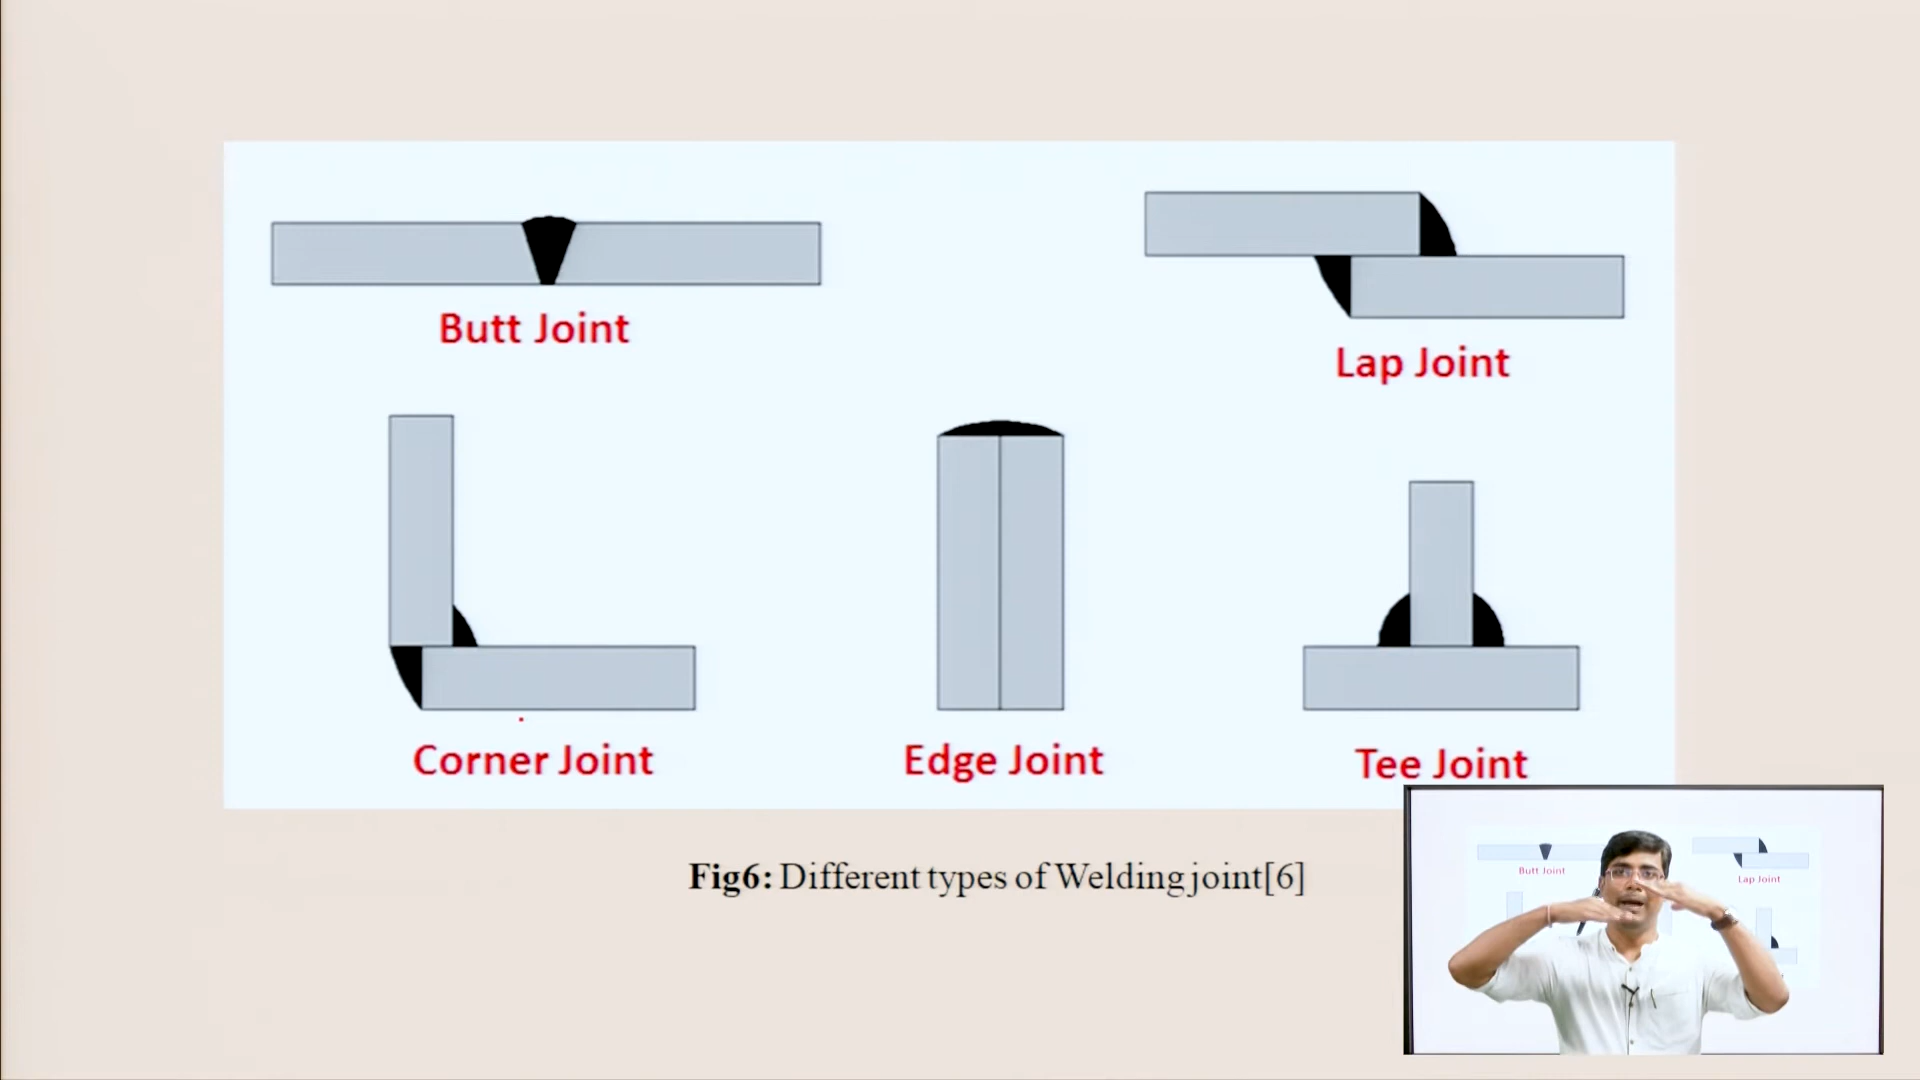 Butt Joint
Lap Joint
Corner Joint
Edge Joint
Tee Joint
Fig6: Different types of Welding joint[6]
Butt Joint
Lap Joint